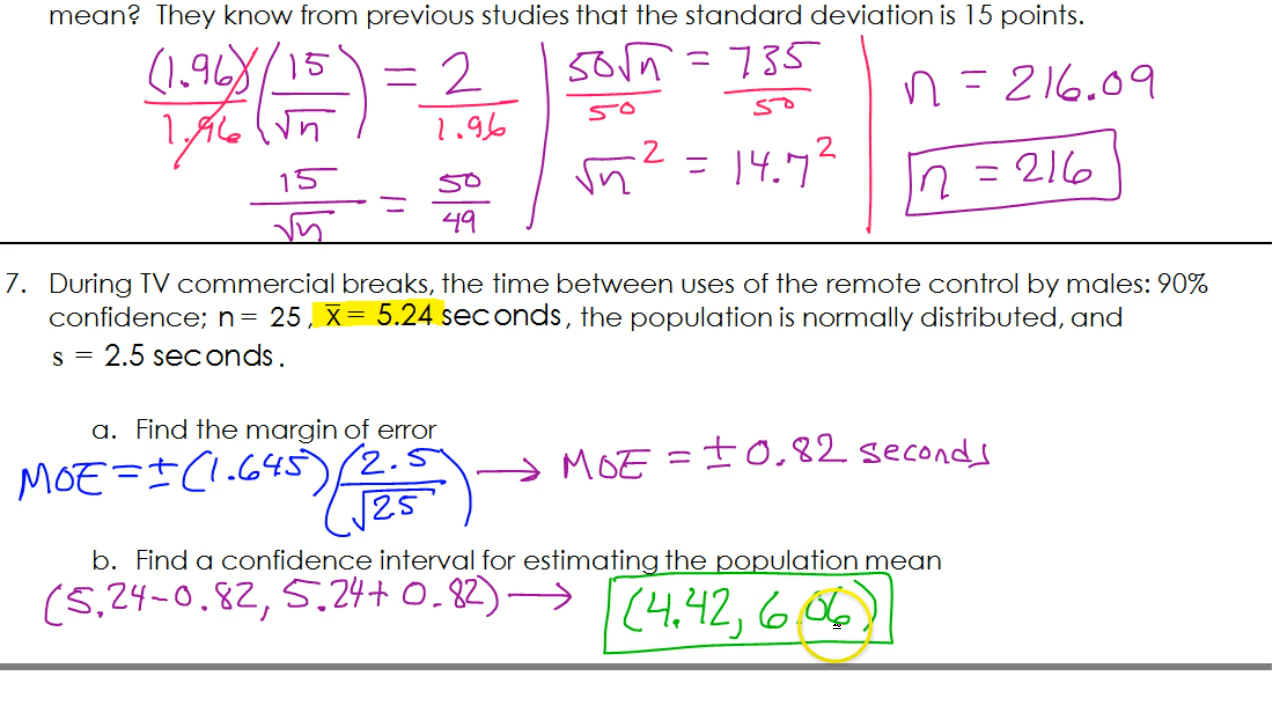 mean? They know from previous studies that the standard deviation is 15 points.
(1.96)(15/√n) = 2
1.96 1.96
15/√n = 50/49
50√n = 735
50 50
√n² = 14.7²
n = 216.09
n = 216
7. During TV commercial breaks, the time between uses of the remote control by males: 90%
confidence; n = 25, x̄ = 5.24 seconds, the population is normally distributed, and
s = 2.5 seconds.
a. Find the margin of error
MOE = ±(1.645)(2.5/√25) → MOE = ±0.82 seconds
b. Find a confidence interval for estimating the population mean
(5.24-0.82, 5.24+0.82) → (4.42, 6.06)